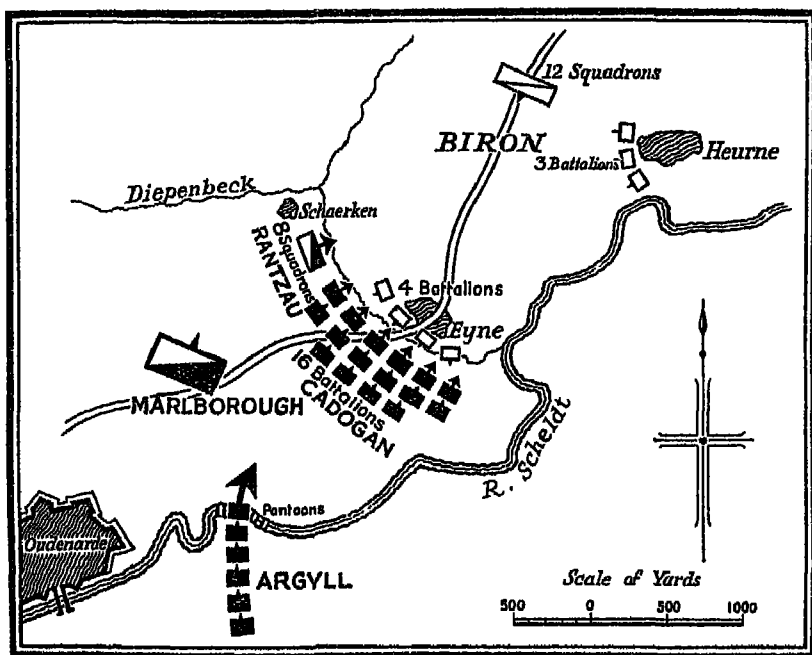 12 Squadrons
BIRON
Heurne
3 Battalions
Diepenbeck
Schaerken
8 Squadrons
RANTZAU
4 Battalions
Eyne
16 Battalions
CADOGAN
MARLBOROUGH
R. Scheldt
Pontoons
Oudenarde
ARGYLL
Scale of Yards
500 0 500 1000